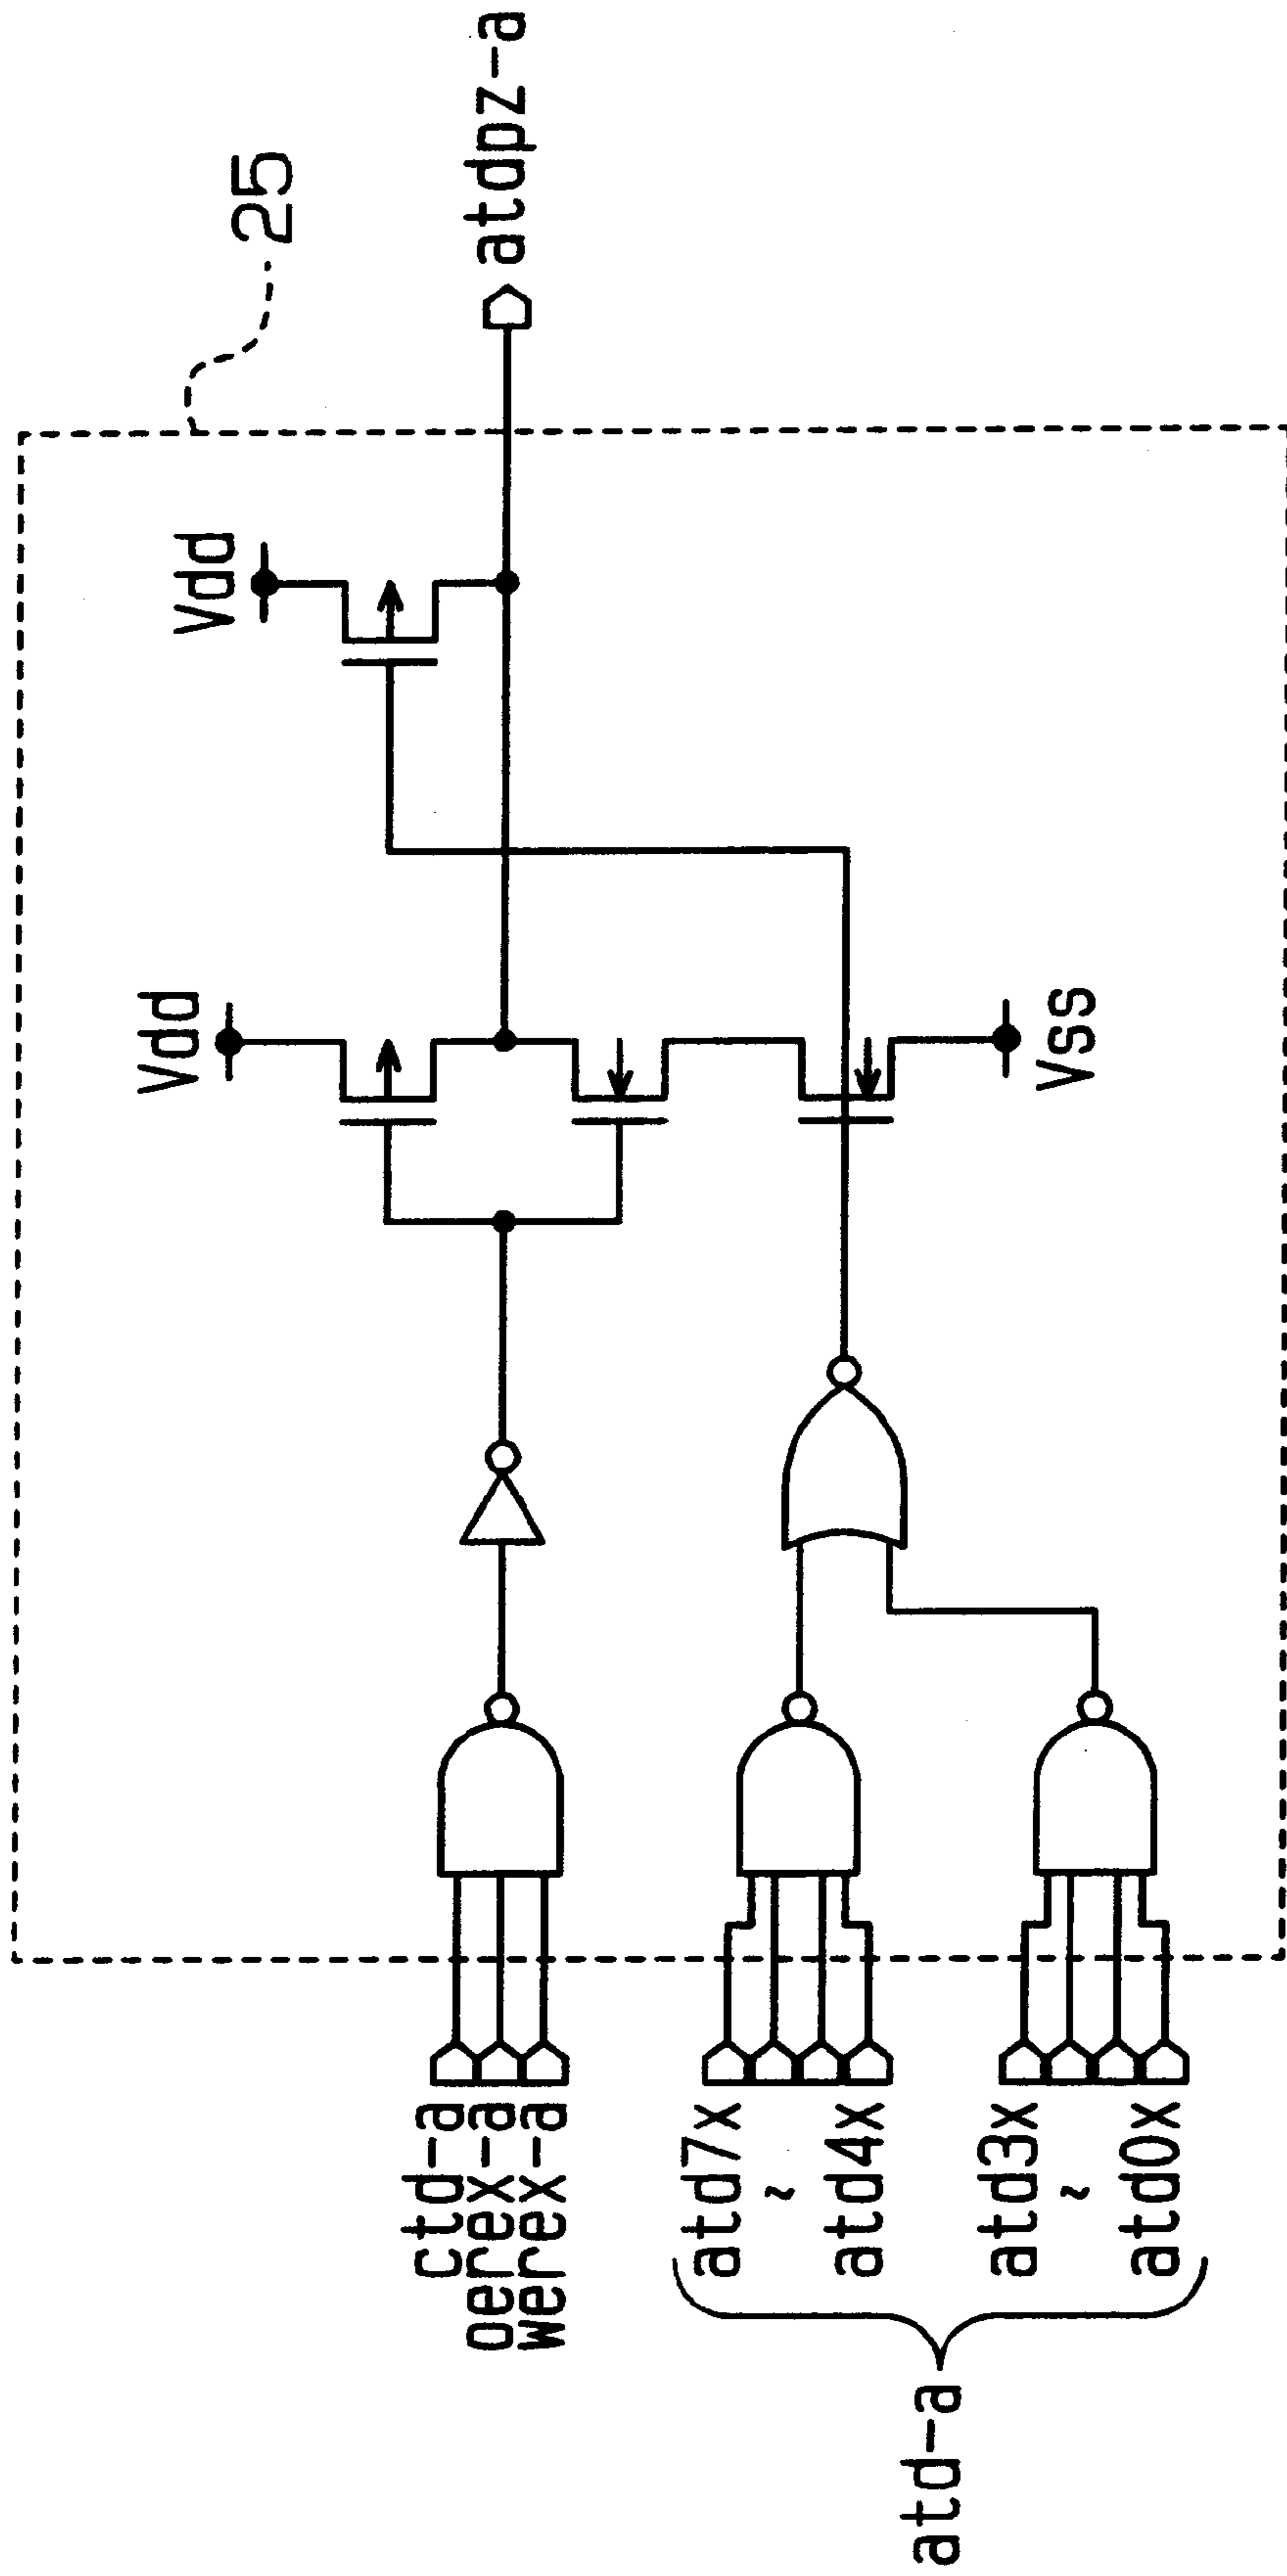 25
Vdd
Vdd
atdpz-a
ctd-a
oerex-a
werex-a
atd7x
~
atd4x
Vss
atd3x
~
atd0x
atd-a